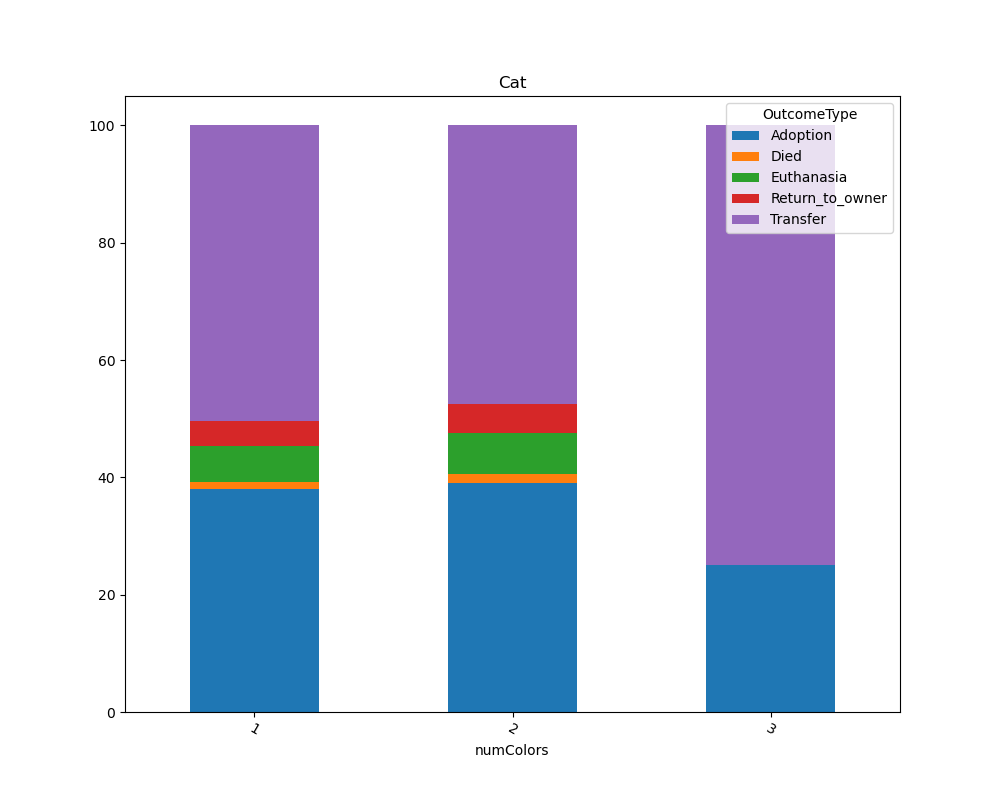 Cat
OutcomeType
Adoption
Died
Euthanasia
Return_to_owner
Transfer
100
80
60
40
20
0
1
2
3
numColors